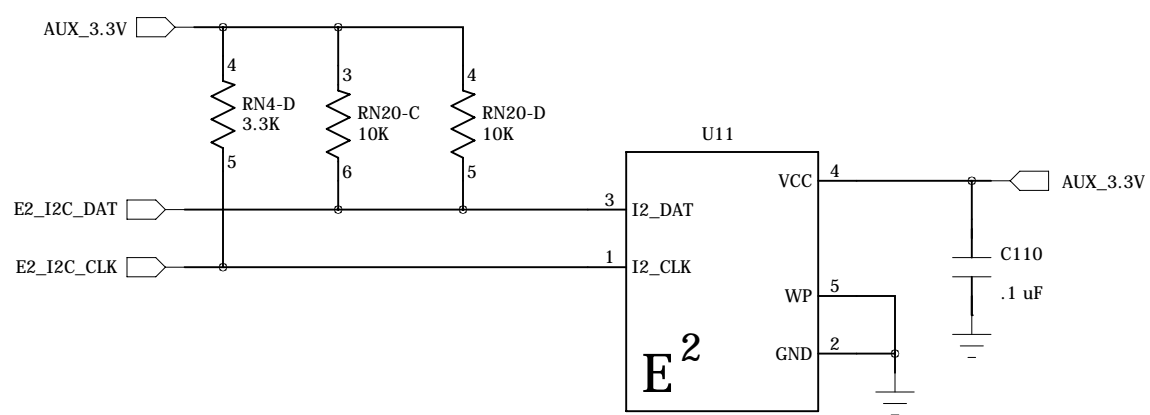 AUX_3.3V
4
RN4-D
3.3K
5
3
RN20-C
10K
6
4
RN20-D
10K
5
U11
E2_I2C_DAT
3
I2_DAT
E2_I2C_CLK
1
I2_CLK
VCC
4
AUX_3.3V
C110
.1 uF
WP
5
GND
2
E²